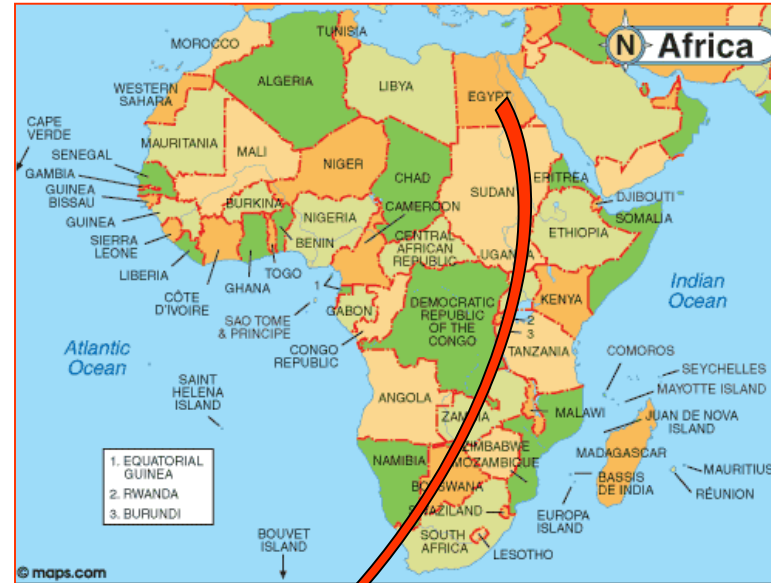 N Africa
TUNISIA
MOROCCO
ALGERIA
LIBYA
EGYPT
WESTERN
SAHARA
CAPE
VERDE
MAURITANIA
MALI
NIGER
CHAD
SUDAN
ERITREA
SENEGAL
GAMBIA
GUINEA
BISSAU
GUINEA
SIERRA
LEONE
LIBERIA
CÔTE
D'IVOIRE
GHANA
TOGO
BENIN
BURKINA
NIGERIA
CAMEROON
CENTRAL
AFRICAN
REPUBLIC
DJIBOUTI
SOMALIA
ETHIOPIA
UGANDA
KENYA
Indian
Ocean
1
GABON
SAO TOME
& PRINCIPE
CONGO
REPUBLIC
DEMOCRATIC
REPUBLIC
OF THE
CONGO
2
3
TANZANIA
Atlantic
Ocean
SAINT
HELENA
ISLAND
COMOROS
SEYCHELLES
MAYOTTE ISLAND
JUAN DE NOVA
ISLAND
ANGOLA
ZAMBIA
MALAWI
MADAGASCAR
MAURITIUS
RÉUNION
BASSIS
DE INDIA
EUROPA
ISLAND
NAMIBIA
ZIMBABWE
MOZAMBIQUE
BOTSWANA
SWAZILAND
SOUTH
AFRICA
LESOTHO
1. EQUATORIAL
GUINEA
2. RWANDA
3. BURUNDI
BOUVET
ISLAND
© maps.com